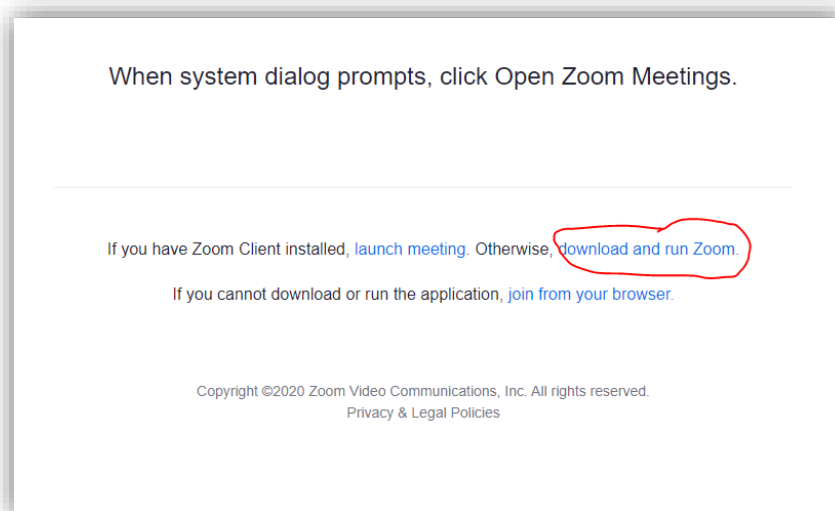 When system dialog prompts, click Open Zoom Meetings.
If you have Zoom Client installed, launch meeting. Otherwise, download and run Zoom.
If you cannot download or run the application, join from your browser.
Copyright ©2020 Zoom Video Communications, Inc. All rights reserved.
Privacy & Legal Policies